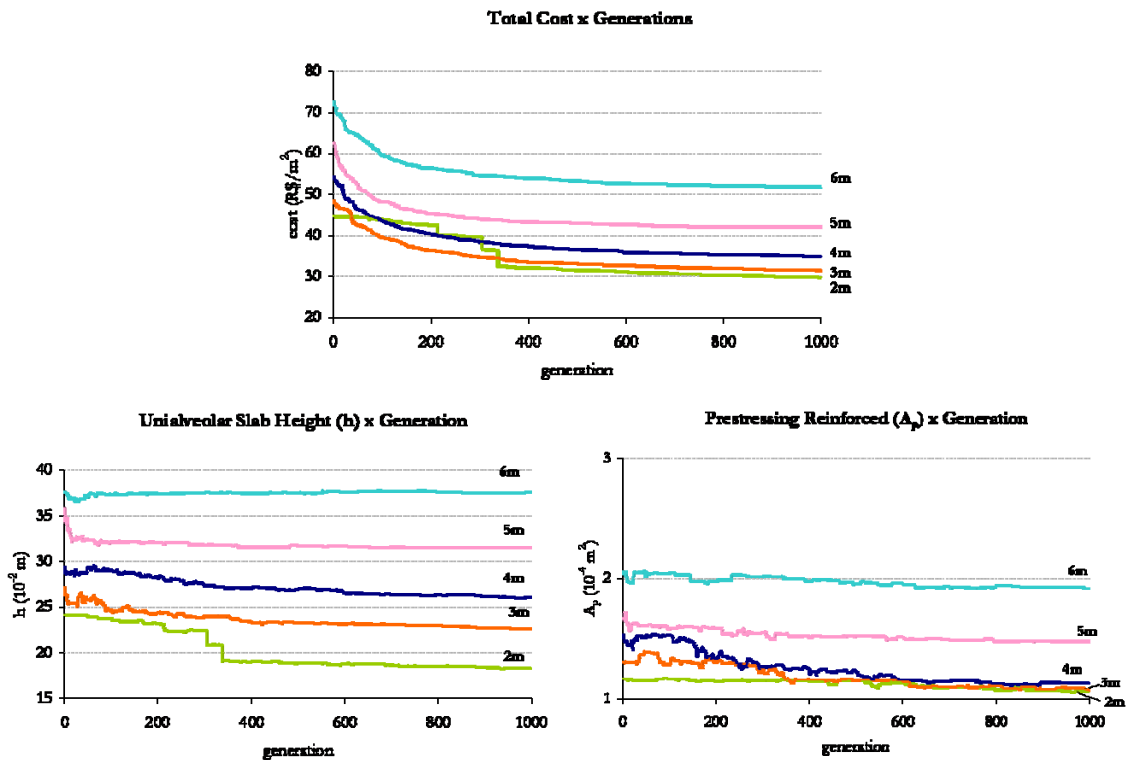 Total Cost x Generations
80
70
60
50
40
30
20
cost (R$/m²)
6m
5m
4m
3m
2m
0 200 400 600 800 1000
generation
Unialveolar Slab Height (h) x Generation
40
35
30
25
20
15
h (10⁻² m)
6m
5m
4m
3m
2m
0 200 400 600 800 1000
generation
Prestressing Reinforced (Aₚ) x Generation
3
2
1
Aₚ (10⁻⁴ m²)
6m
5m
4m
3m
2m
0 200 400 600 800 1000
generation